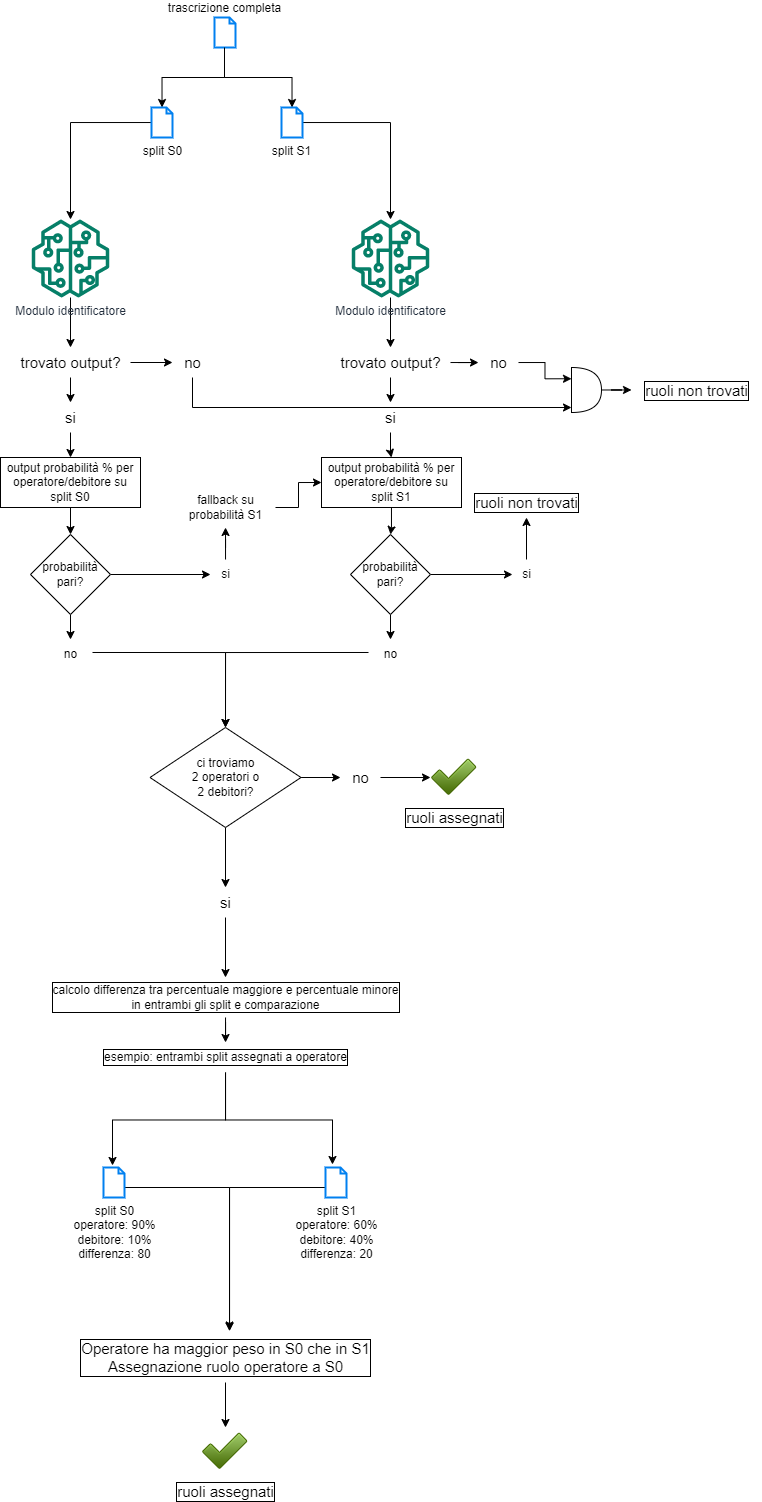 trascrizione completa
split S0
split S1
Modulo identificatore
Modulo identificatore
trovato output?
no
trovato output?
no
ruoli non trovati
si
si
output probabilità % per
operatore/debitore su
split S0
fallback su
probabilità S1
output probabilità % per
operatore/debitore su
split S1
ruoli non trovati
probabilità
pari?
si
probabilità
pari?
si
no
no
ci troviamo
2 operatori o
2 debitori?
no
ruoli assegnati
si
calcolo differenza tra percentuale maggiore e percentuale minore
in entrambi gli split e comparazione
esempio: entrambi split assegnati a operatore
split S0
operatore: 90%
debitore: 10%
differenza: 80
split S1
operatore: 60%
debitore: 40%
differenza: 20
Operatore ha maggior peso in S0 che in S1
Assegnazione ruolo operatore a S0
ruoli assegnati